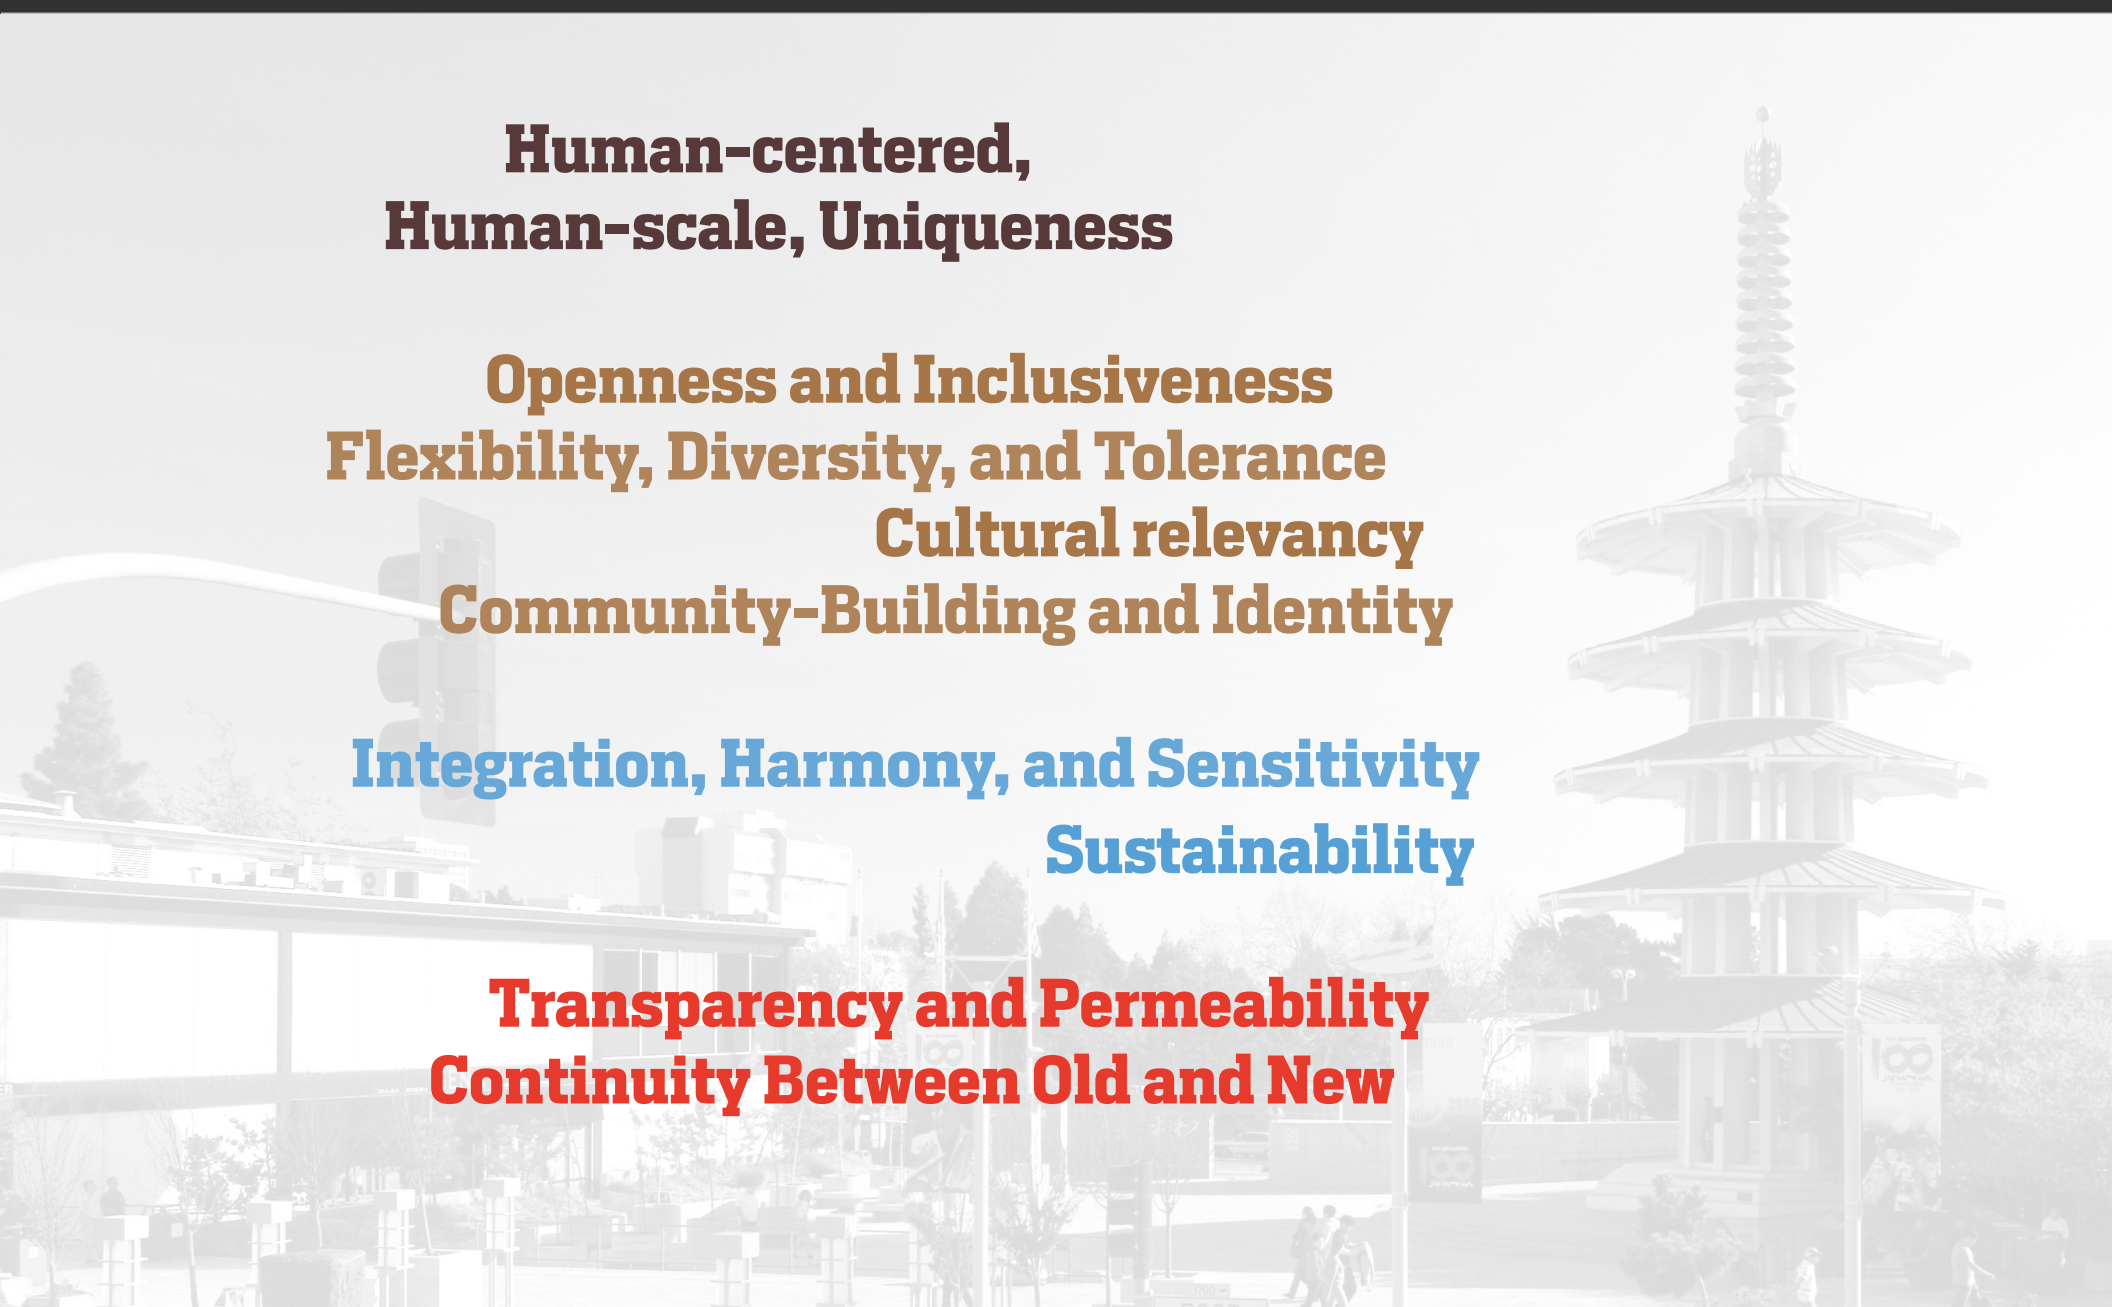 Human-centered,
Human-scale, Uniqueness
Openness and Inclusiveness
Flexibility, Diversity, and Tolerance
Cultural relevancy
Community-Building and Identity
Integration, Harmony, and Sensitivity
Sustainability
Transparency and Permeability
Continuity Between Old and New